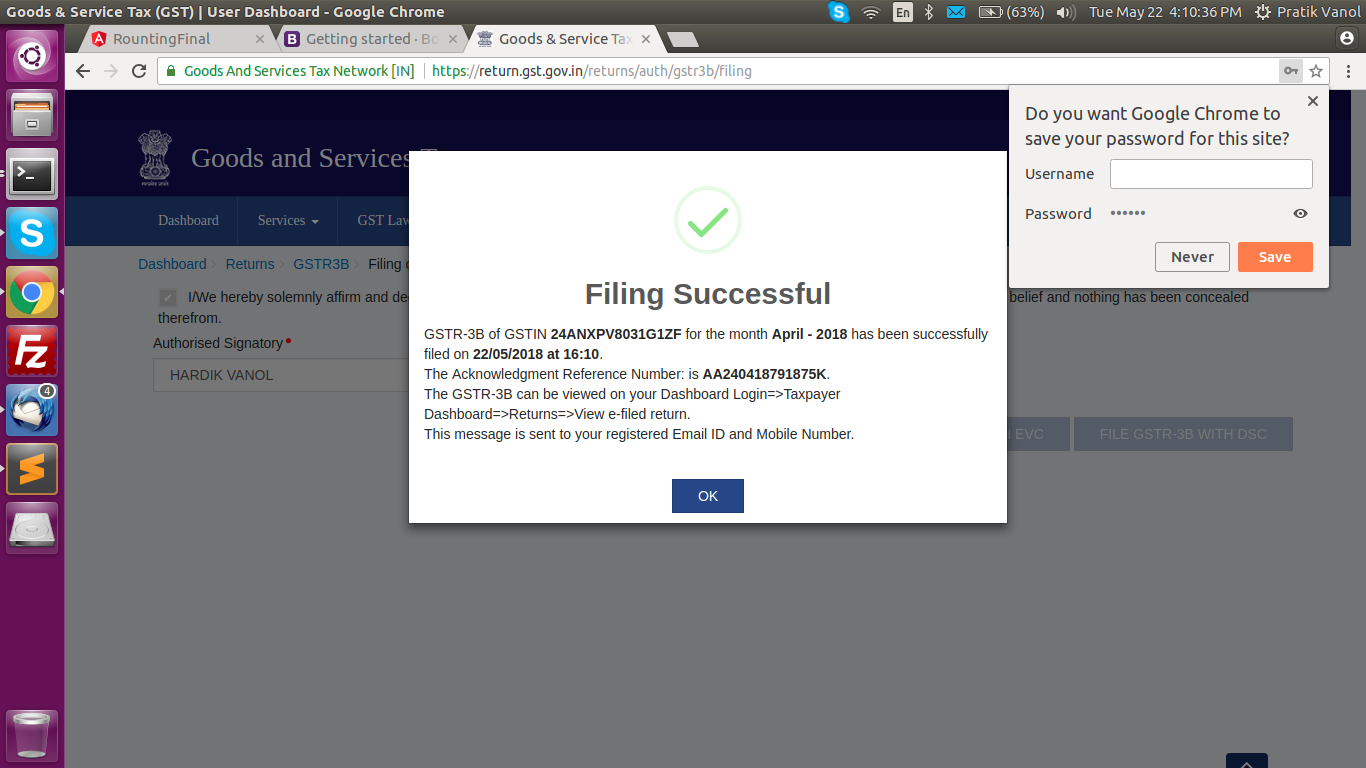 Goods & Service Tax (GST) | User Dashboard - Google Chrome
En
(63%)
Tue May 22 4:10:36 PM
Pratik Vanol
RountingFinal
Getting started · Bo
Goods & Service Tax
Goods And Services Tax Network [IN]
https://return.gst.gov.in/returns/auth/gstr3b/filing
Do you want Google Chrome to
save your password for this site?
Username
Password ••••••
Never
Save
Goods and Services T
Dashboard
Services
GST Law
Dashboard
Returns
GSTR3B
Filing
I/We hereby solemnly affirm and de
belief and nothing has been concealed
therefrom.
Authorised Signatory
HARDIK VANOL
Filing Successful
GSTR-3B of GSTIN 24ANXPV8031G1ZF for the month April - 2018 has been successfully
filed on 22/05/2018 at 16:10.
The Acknowledgment Reference Number: is AA240418791875K.
The GSTR-3B can be viewed on your Dashboard Login=>Taxpayer
Dashboard=>Returns=>View e-filed return.
This message is sent to your registered Email ID and Mobile Number.
OK
H EVC
FILE GSTR-3B WITH DSC
4